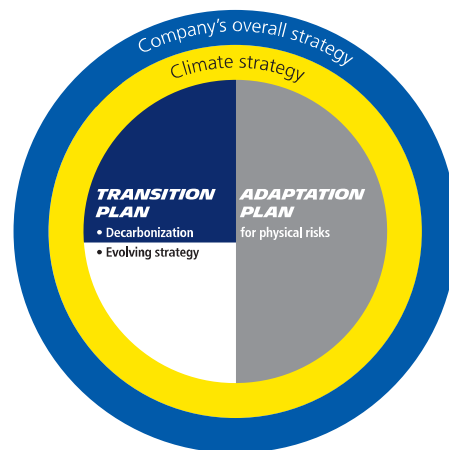 Company's overall strategy
Climate strategy
TRANSITION
PLAN
• Decarbonization
• Evolving strategy
ADAPTATION
PLAN
for physical risks